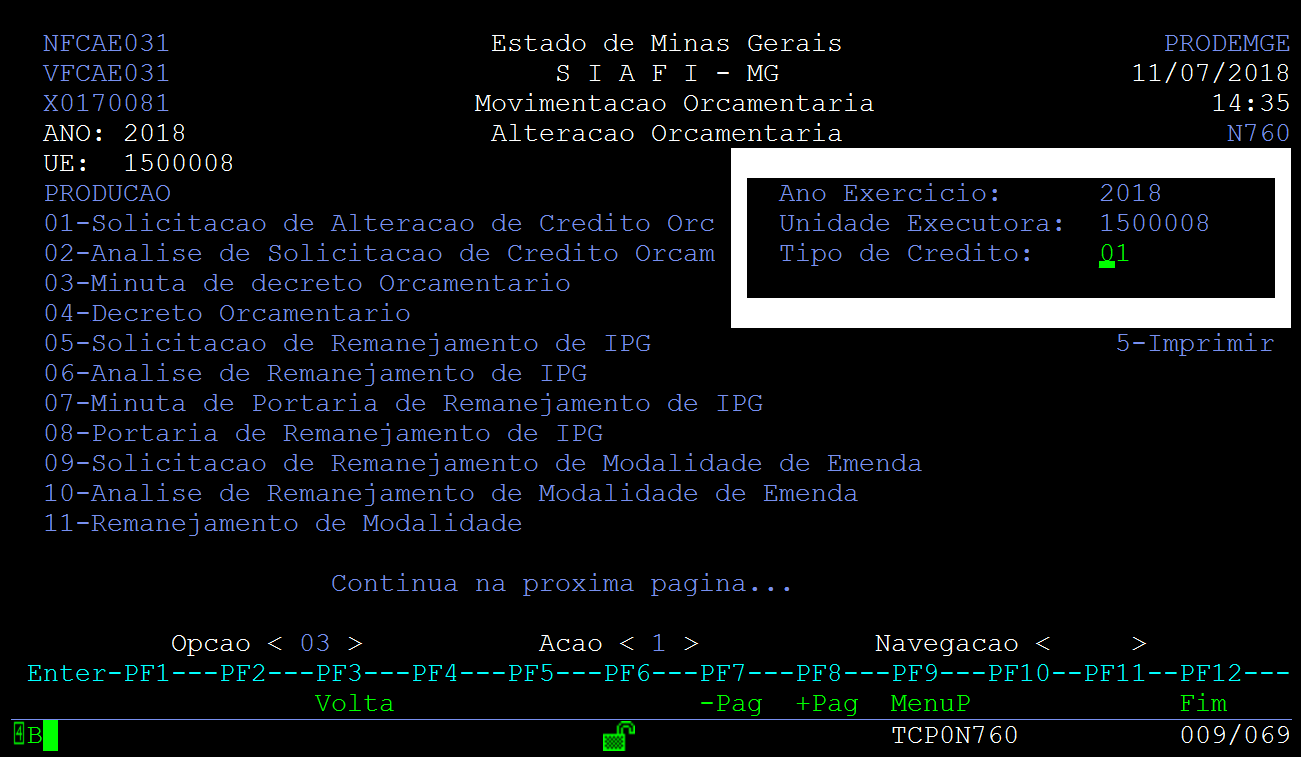 NFCAE031 Estado de Minas Gerais PRODEMGE
VFCAE031 S I A F I - MG 11/07/2018
X0170081 Movimentacao Orcamentaria 14:35
ANO: 2018 Alteracao Orcamentaria N760
UE: 1500008
PRODUCAO Ano Exercicio: 2018
01-Solicitacao de Alteracao de Credito Orc Unidade Executora: 1500008
02-Analise de Solicitacao de Credito Orcam Tipo de Credito: 01
03-Minuta de decreto Orcamentario
04-Decreto Orcamentario
05-Solicitacao de Remanejamento de IPG 5-Imprimir
06-Analise de Remanejamento de IPG
07-Minuta de Portaria de Remanejamento de IPG
08-Portaria de Remanejamento de IPG
09-Solicitacao de Remanejamento de Modalidade de Emenda
10-Analise de Remanejamento de Modalidade de Emenda
11-Remanejamento de Modalidade
Continua na proxima pagina...
Opcao < 03 > Acao < 1 > Navegacao < >
Enter-PF1---PF2---PF3---PF4---PF5---PF6---PF7---PF8---PF9---PF10--PF11--PF12---
Volta -Pag +Pag MenuP Fim
4B TCP0N760 009/069